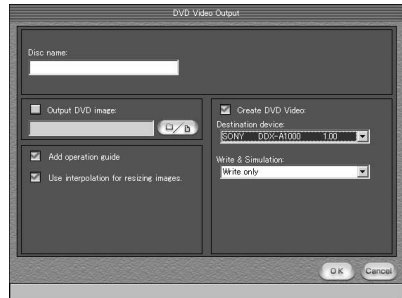 DVD Video Output
Disc name:
Output DVD image:
Add operation guide
Use interpolation for resizing images.
Create DVD Video:
Destination device:
SONY DDX-A1000 1.00
Write & Simulation:
Write only
OK
Cancel